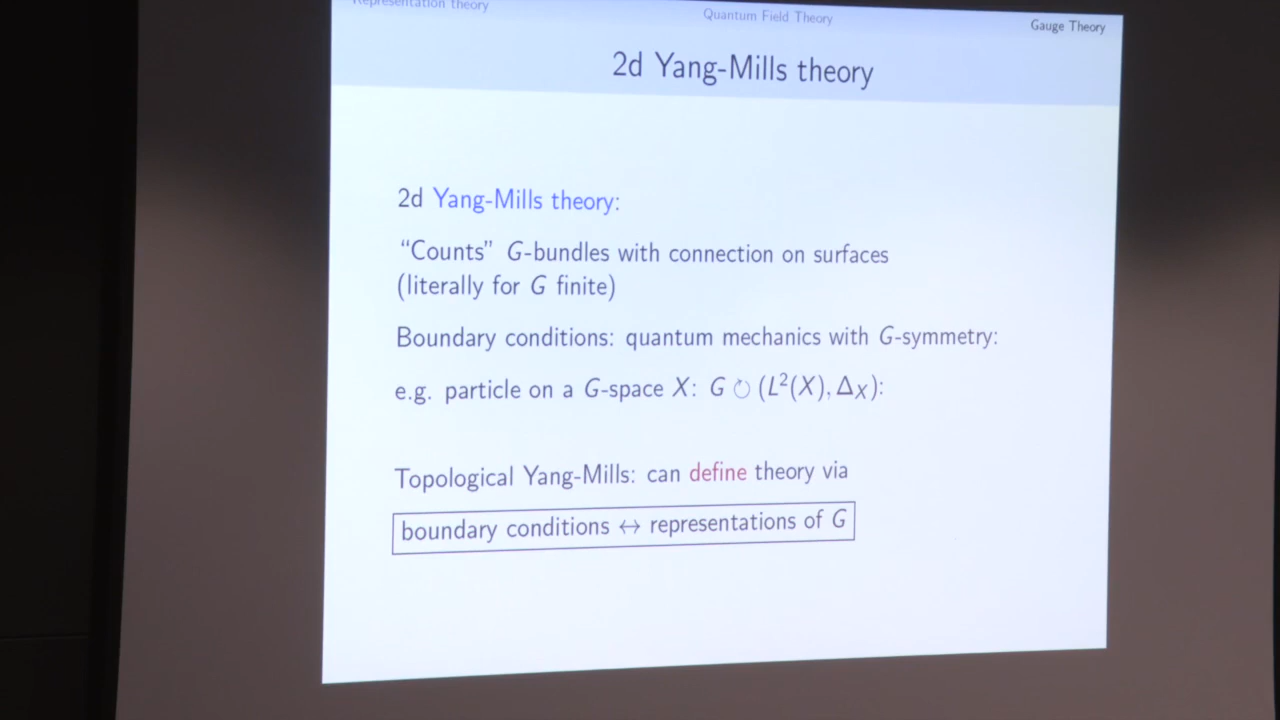 Representation theory
Quantum Field Theory
Gauge Theory
2d Yang-Mills theory
2d Yang-Mills theory:
“Counts” G-bundles with connection on surfaces
(literally for G finite)
Boundary conditions: quantum mechanics with G-symmetry:
e.g. particle on a G-space X: G ↻ (L²(X), Δ_X):
Topological Yang-Mills: can define theory via
boundary conditions ↔ representations of G